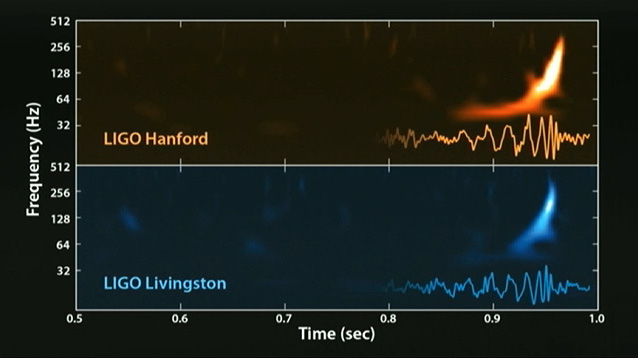 512
256
128
64
32
LIGO Hanford
512
256
128
64
32
LIGO Livingston
Frequency (Hz)
0.5 0.6 0.7 0.8 0.9 1.0
Time (sec)